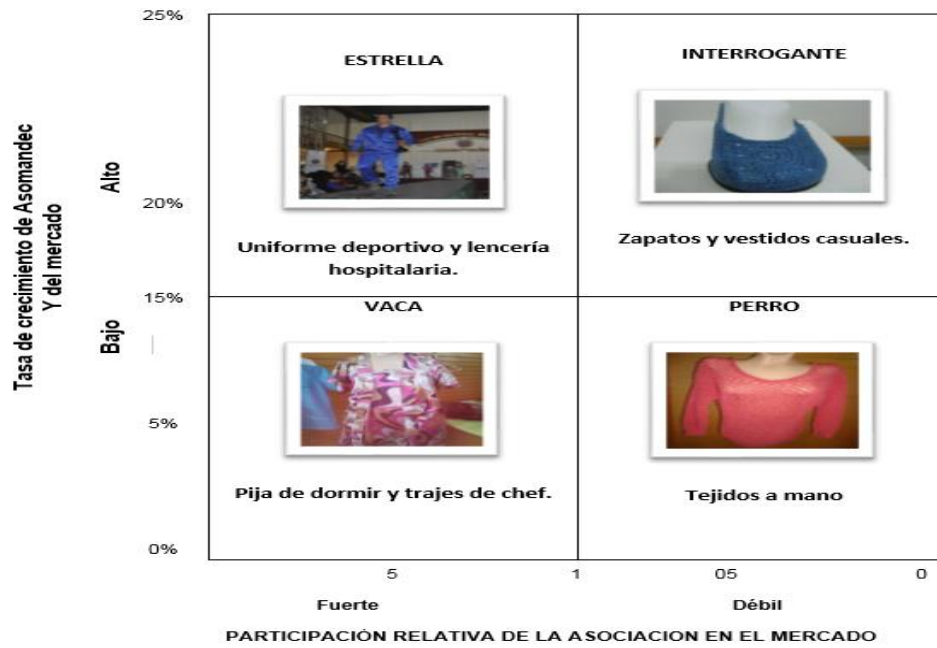 25%
ESTRELLA
INTERROGANTE
Tasa de crecimiento de Asomandec
Y del mercado
Alto
20%
Uniforme deportivo y lencería
hospitalaria.
Zapatos y vestidos casuales.
15%
VACA
PERRO
Bajo
5%
Pija de dormir y trajes de chef.
Tejidos a mano
0%
5
1
05
0
Fuerte
Débil
PARTICIPACIÓN RELATIVA DE LA ASOCIACION EN EL MERCADO